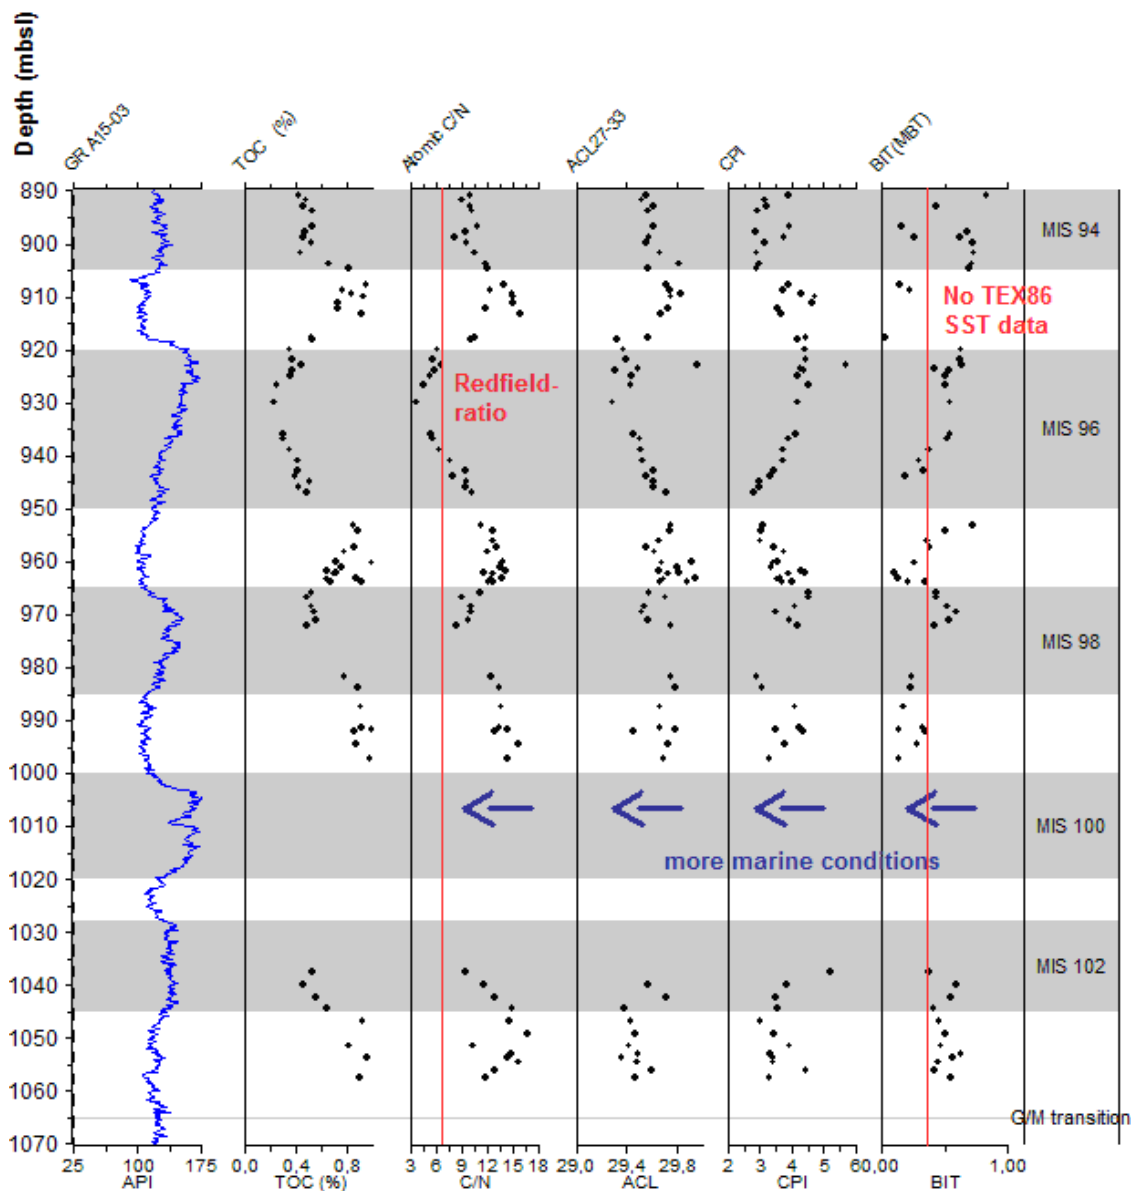 Depth (mbsl)
GR A15-03
TOC (%)
Atomic C/N
ACL27-33
CPI
BIT(MBT)
890
900
910
920
930
940
950
960
970
980
990
1000
1010
1020
1030
1040
1050
1060
1070
MIS 94
No TEX86
SST data
Redfield-
ratio
MIS 96
MIS 98
MIS 100
more marine conditions
MIS 102
G/M transition
25 100 175 0,0 0,4 0,8 3 6 9 12 15 18 29,0 29,4 29,8 2 3 4 5 60,00 1,00
API TOC (%) C/N ACL CPI BIT